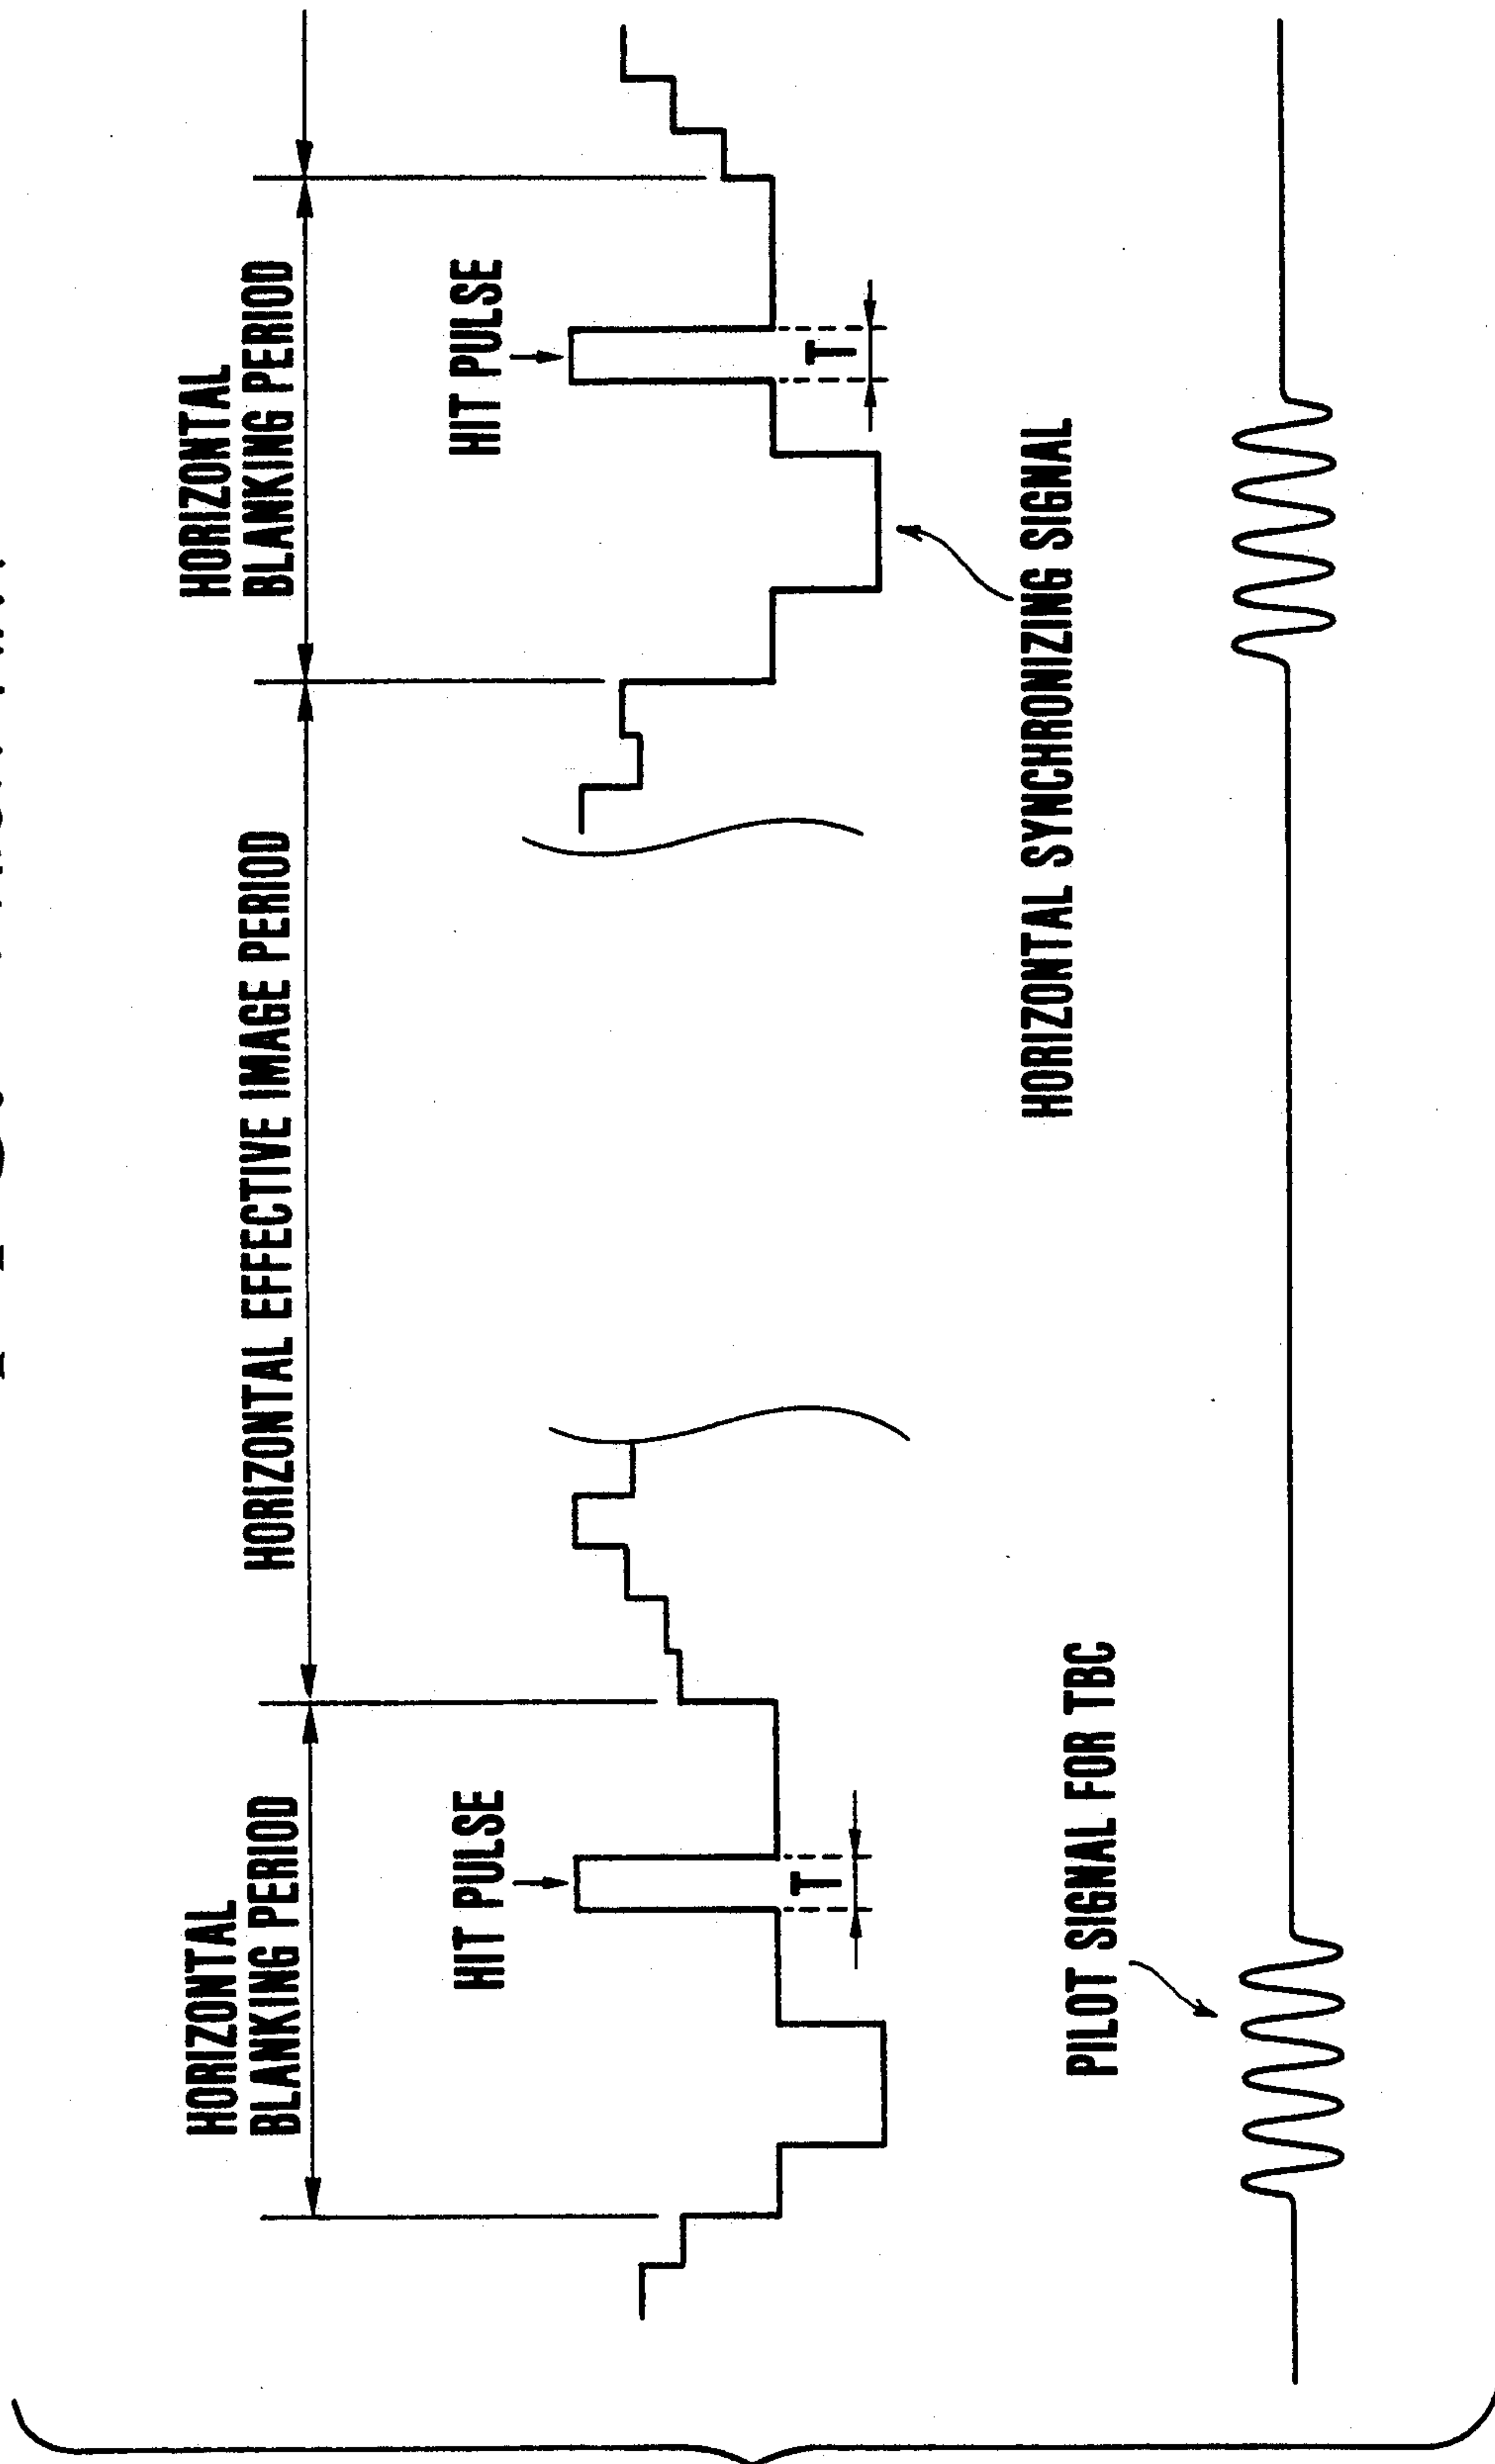 HORIZONTAL
BLANKING PERIOD
HORIZONTAL EFFECTIVE IMAGE PERIOD
HORIZONTAL
BLANKING PERIOD
HIT PULSE
HIT PULSE
T
T
HORIZONTAL SYNCHRONIZING SIGNAL
PILOT SIGNAL FOR TBC